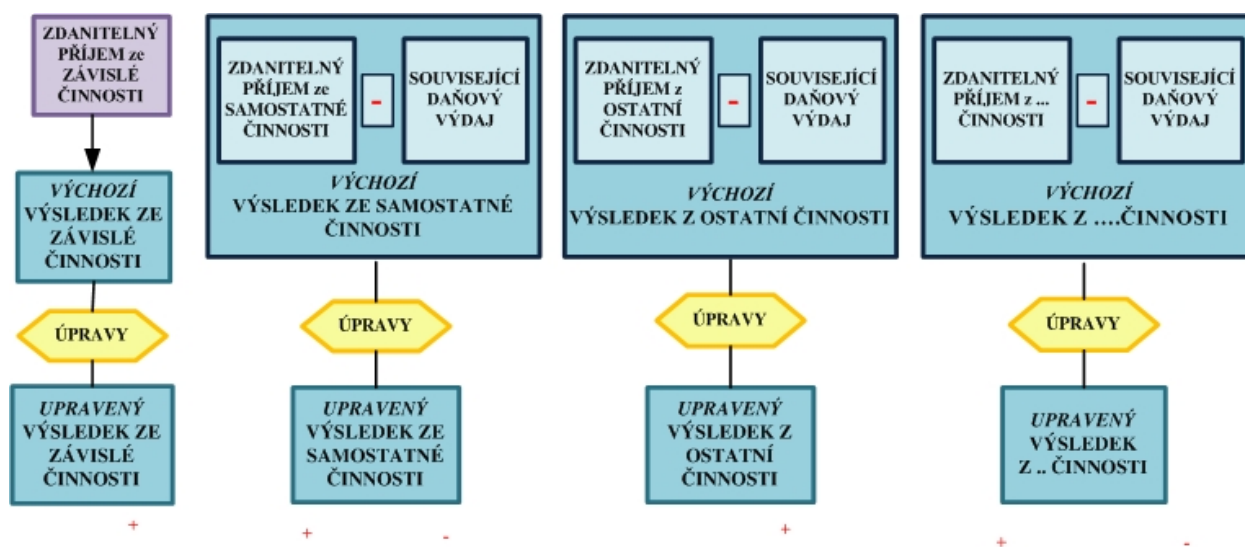 ZDANITELNÝ
PŘÍJEM ze
ZÁVISLÉ
ČINNOSTI
VÝCHOZÍ
VÝSLEDEK ZE
ZÁVISLÉ
ČINNOSTI
ÚPRAVY
UPRAVENÝ
VÝSLEDEK ZE
ZÁVISLÉ
ČINNOSTI
+
ZDANITELNÝ
PŘÍJEM ze
SAMOSTATNÉ
ČINNOSTI
-
SOUVISEJÍCÍ
DAŇOVÝ
VÝDAJ
VÝCHOZÍ
VÝSLEDEK ZE SAMOSTATNÉ
ČINNOSTI
ÚPRAVY
UPRAVENÝ
VÝSLEDEK ZE
SAMOSTATNÉ
ČINNOSTI
+ -
ZDANITELNÝ
PŘÍJEM z
OSTATNÍ
ČINNOSTI
-
SOUVISEJÍCÍ
DAŇOVÝ
VÝDAJ
VÝCHOZÍ
VÝSLEDEK Z OSTATNÍ ČINNOSTI
ÚPRAVY
UPRAVENÝ
VÝSLEDEK Z
OSTATNÍ
ČINNOSTI
+
ZDANITELNÝ
PŘÍJEM z ...
ČINNOSTI
-
SOUVISEJÍCÍ
DAŇOVÝ
VÝDAJ
VÝCHOZÍ
VÝSLEDEK Z ....ČINNOSTI
ÚPRAVY
UPRAVENÝ
VÝSLEDEK
Z .. ČINNOSTI
+ -